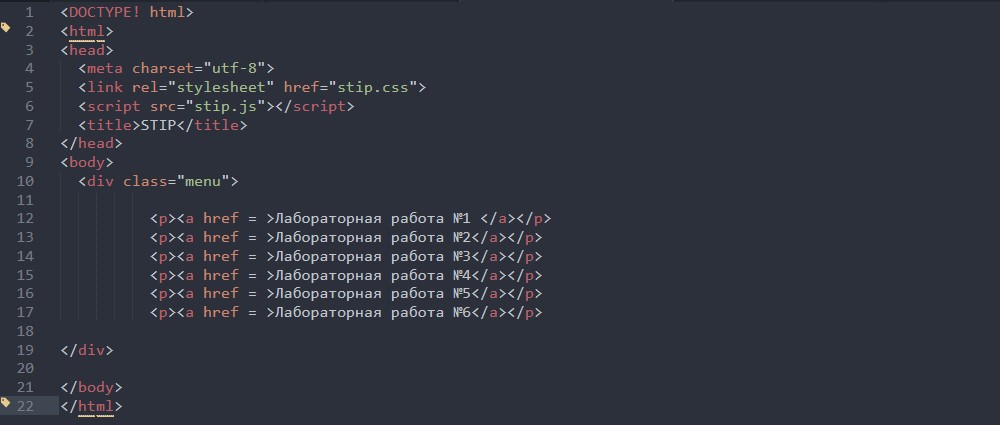 1 <DOCTYPE! html>
2 <html>
3 <head>
4 <meta charset="utf-8">
5 <link rel="stylesheet" href="stip.css">
6 <script src="stip.js"></script>
7 <title>STIP</title>
8 </head>
9 <body>
10 <div class="menu">
11
12 <p><a href = >Лабораторная работа №1 </a></p>
13 <p><a href = >Лабораторная работа №2</a></p>
14 <p><a href = >Лабораторная работа №3</a></p>
15 <p><a href = >Лабораторная работа №4</a></p>
16 <p><a href = >Лабораторная работа №5</a></p>
17 <p><a href = >Лабораторная работа №6</a></p>
18
19 </div>
20
21 </body>
22 </html>